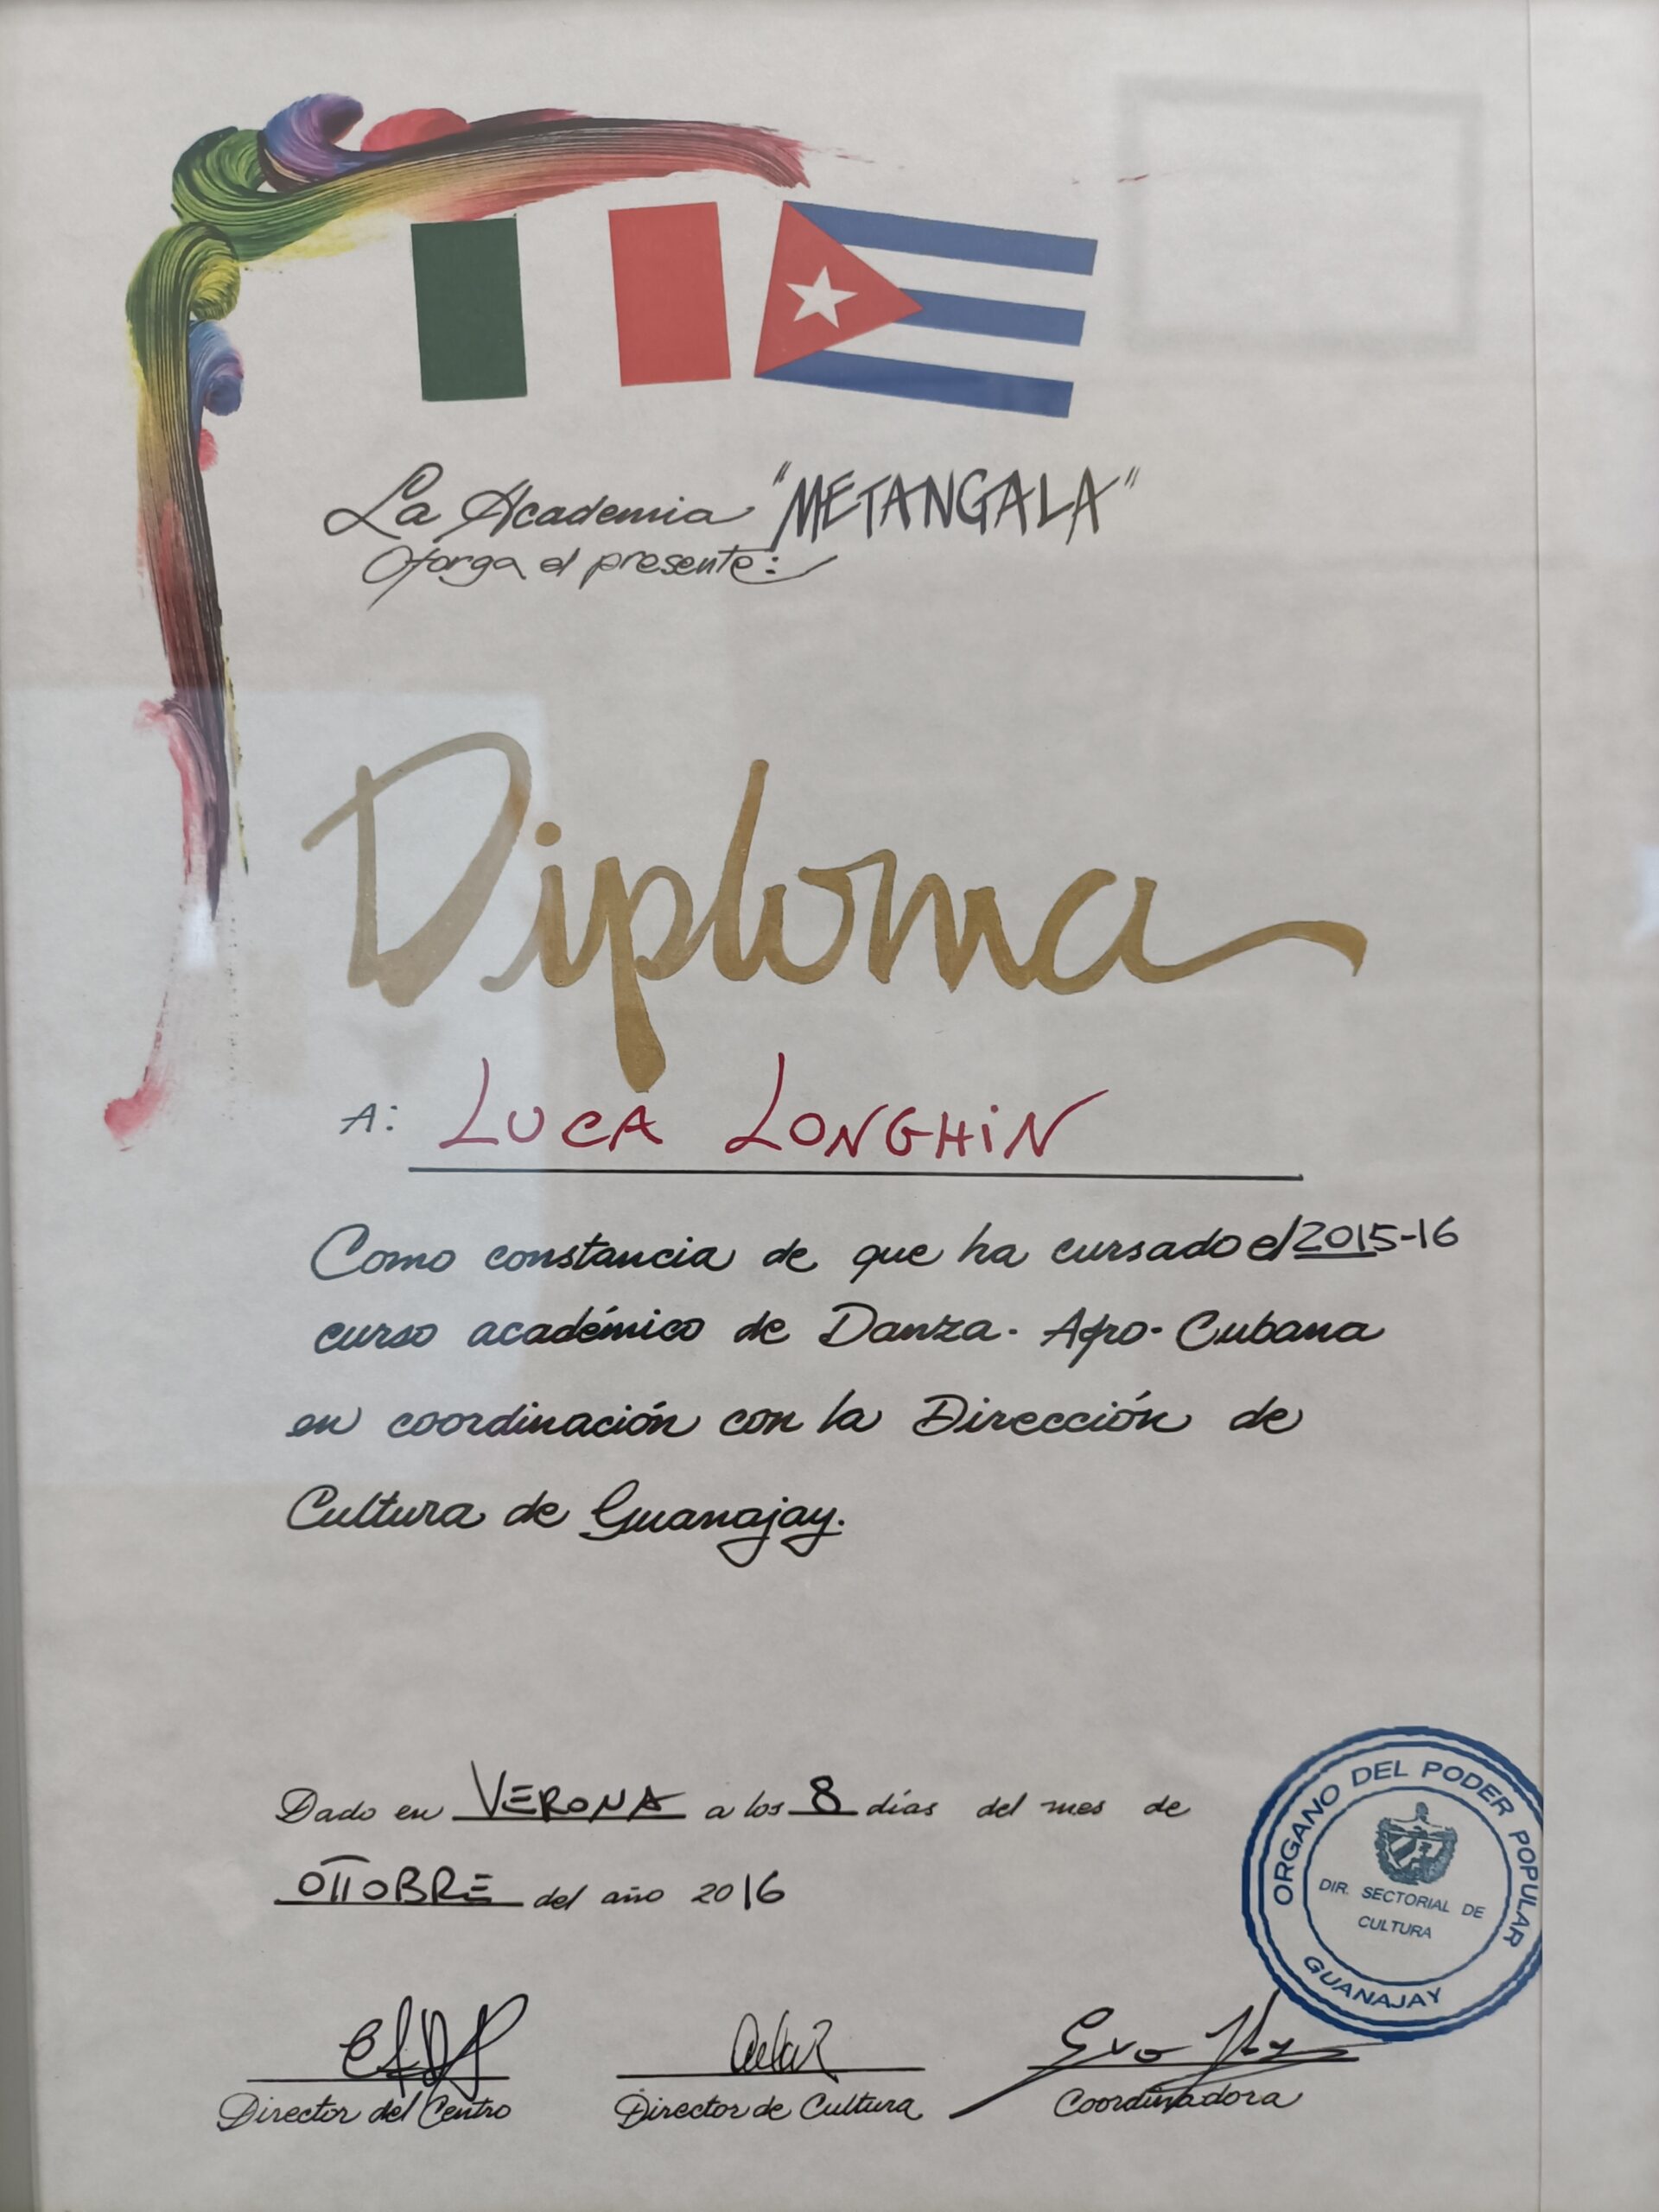 La Academia "METANGALA"
Otorga el presente:
Diploma
A: LUCA LONGHIN
Como constancia de que ha cursado el 2015-16
curso académico de Danza. Afro-Cubana
en coordinación con la Dirección de
Cultura de Guanajay.
Dado en VERONA a los 8 días del mes de
OTTOBRE del año 2016
ORGANO DEL PODER POPULAR
DIR. SECTORIAL DE
CULTURA
GUANAJAY
Director del Centro
Director de Cultura
Coordinadora